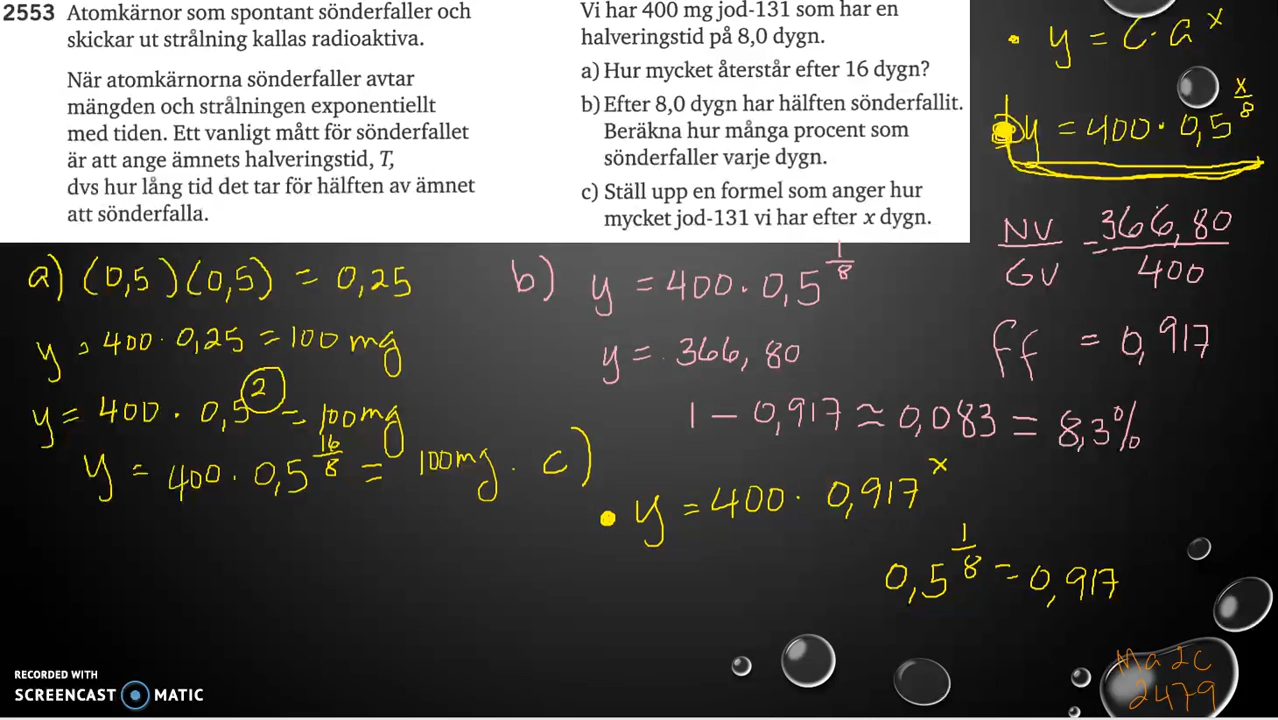 2553 Atomkärnor som spontant sönderfaller och
skickar ut strålning kallas radioaktiva.
När atomkärnorna sönderfaller avtar
mängden och strålningen exponentiellt
med tiden. Ett vanligt mått för sönderfallet
är att ange ämnets halveringstid, T,
dvs hur lång tid det tar för hälften av ämnet
att sönderfalla.
Vi har 400 mg jod-131 som har en
halveringstid på 8,0 dygn.
a) Hur mycket återstår efter 16 dygn?
b) Efter 8,0 dygn har hälften sönderfallit.
Beräkna hur många procent som
sönderfaller varje dygn.
c) Ställ upp en formel som anger hur
mycket jod-131 vi har efter x dygn.
• y = C · a^x
y = 400 · 0,5^(x/8)
NV/GV = 366,80/400
ff = 0,917
a) (0,5)(0,5) = 0,25
y = 400 · 0,25 = 100 mg
y = 400 · 0,5^2 = 100mg
y = 400 · 0,5^(16/8) = 100mg.
b) y = 400 · 0,5^(1/8)
y = 366,80
1 – 0,917 ≈ 0,083 = 8,3%
c)
• y = 400 · 0,917^x
0,5^(1/8) = 0,917
RECORDED WITH
SCREENCAST MATIC
Ma 2C
2479